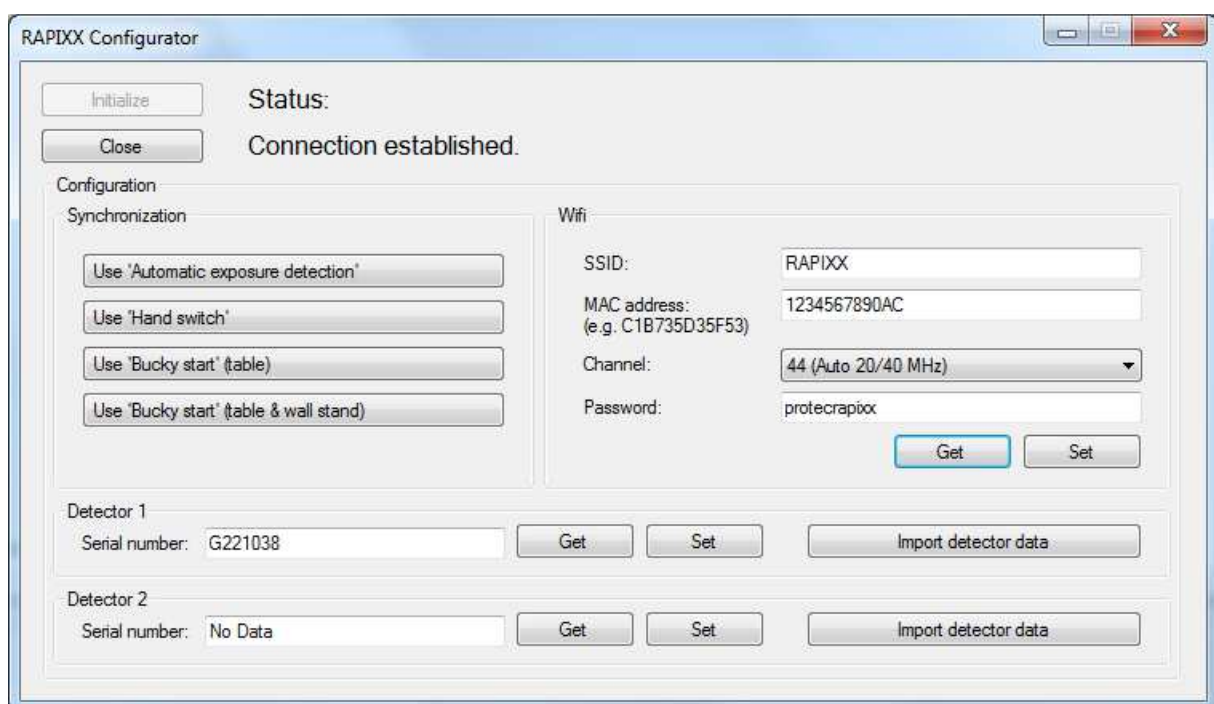 RAPIXX Configurator
Initialize
Status:
Close
Connection established.
Configuration
Synchronization
Use 'Automatic exposure detection'
Use 'Hand switch'
Use 'Bucky start' (table)
Use 'Bucky start' (table & wall stand)
Wifi
SSID: RAPIXX
MAC address: 1234567890AC
(e.g. C1B735D35F53)
Channel: 44 (Auto 20/40 MHz)
Password: protecrapixx
Get Set
Detector 1
Serial number: G221038 Get Set Import detector data
Detector 2
Serial number: No Data Get Set Import detector data